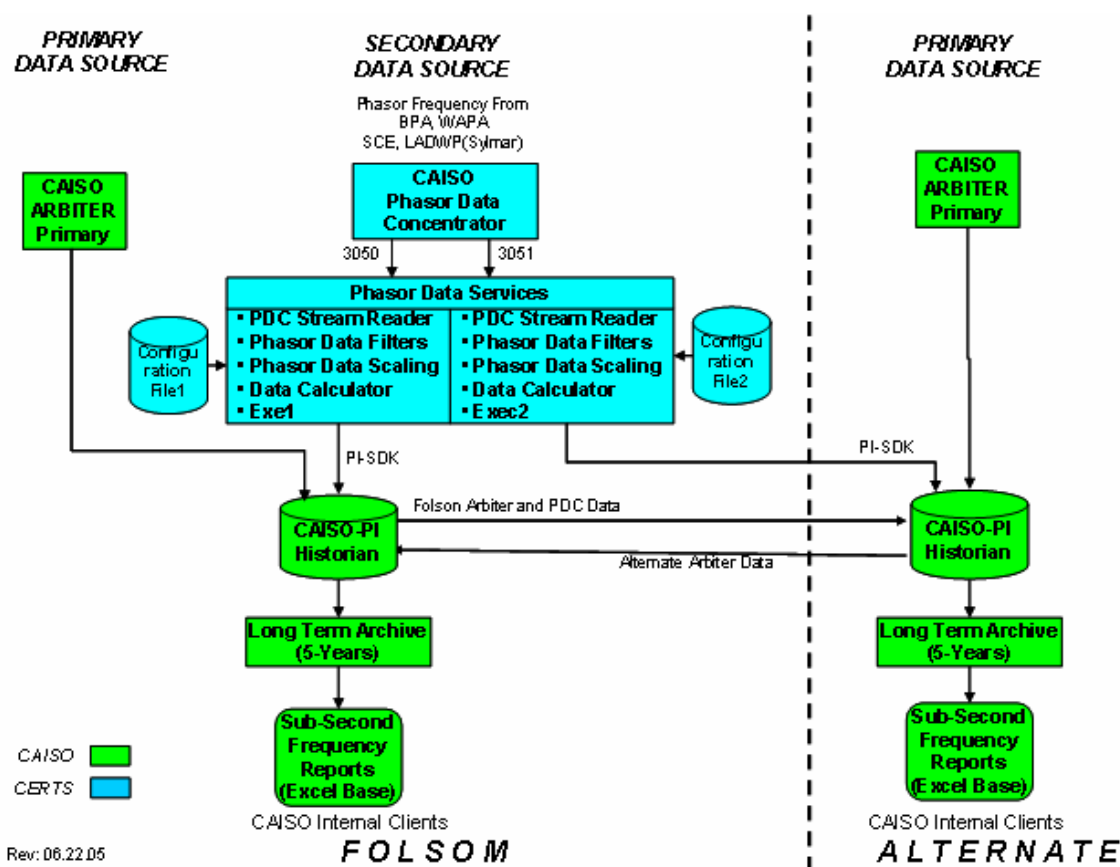 PRIMARY
DATA SOURCE
SECONDARY
DATA SOURCE
PRIMARY
DATA SOURCE
Phasor Frequency From
BPA, WAPA
SCE, LADWP(Sylmar)
CAISO
ARBITER
Primary
CAISO
Phasor Data
Concentrator
CAISO
ARBITER
Primary
3050
3051
Phasor Data Services
▪ PDC Stream Reader
▪ Phasor Data Filters
▪ Phasor Data Scaling
▪ Data Calculator
▪ Exe1
▪ PDC Stream Reader
▪ Phasor Data Filters
▪ Phasor Data Scaling
▪ Data Calculator
▪ Exec2
Configu
ration
File1
Configu
ration
File2
PI-SDK
PI-SDK
CAISO-PI
Historian
Folson Arbiter and PDC Data
Alternate Arbiter Data
CAISO-PI
Historian
Long Term Archive
(5-Years)
Long Term Archive
(5-Years)
Sub-Second
Frequency
Reports
(Excel Base)
Sub-Second
Frequency
Reports
(Excel Base)
CAISO
CERTS
CAISO Internal Clients
CAISO Internal Clients
Rev: 06.22.05
FOLSOM
ALTERNATE